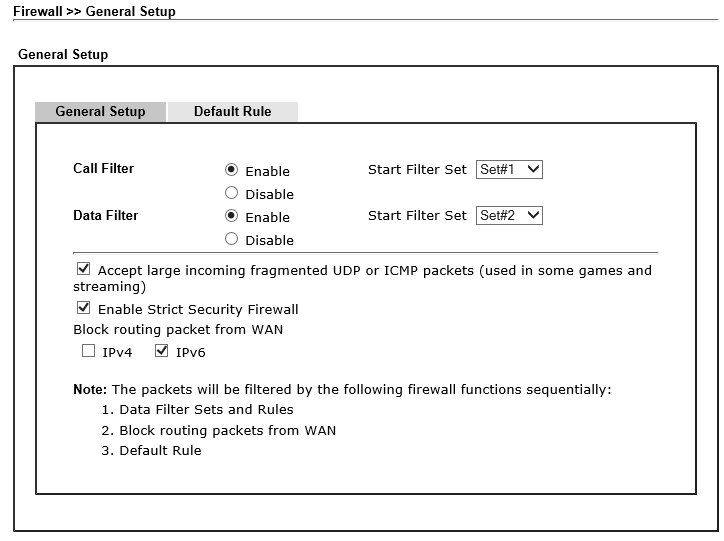 Firewall >> General Setup
General Setup
General Setup Default Rule
Call Filter Enable Start Filter Set Set#1
Disable
Data Filter Enable Start Filter Set Set#2
Disable
Accept large incoming fragmented UDP or ICMP packets (used in some games and
streaming)
Enable Strict Security Firewall
Block routing packet from WAN
IPv4 IPv6
Note: The packets will be filtered by the following firewall functions sequentially:
1. Data Filter Sets and Rules
2. Block routing packets from WAN
3. Default Rule